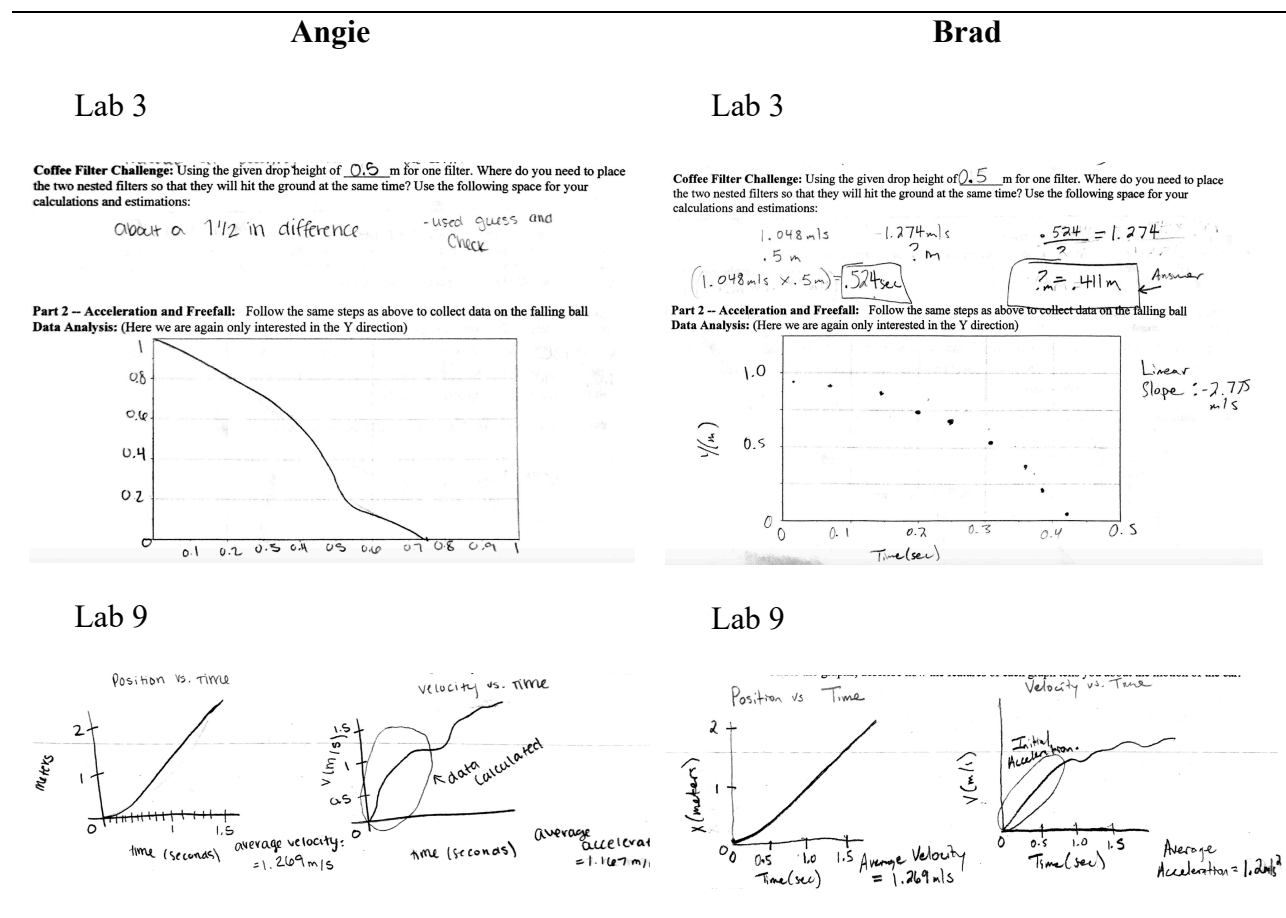 Angie
Lab 3
Coffee Filter Challenge: Using the given drop height of 0.5 m for one filter. Where do you need to place
the two nested filters so that they will hit the ground at the same time? Use the following space for your
calculations and estimations:
about a 1 1/2 in difference
-used guess and
Check
Part 2 -- Acceleration and Freefall: Follow the same steps as above to collect data on the falling ball
Data Analysis: (Here we are again only interested in the Y direction)
1
0.8
0.6
0.4
0.2
0
0.1 0.2 0.3 0.4 0.5 0.6 0.7 0.8 0.9 1
Lab 9
Position vs. Time
2
1
meters
0
1 1.5
time (seconds)
average velocity:
=1.269 m/s
velocity vs. Time
1.5
1
0.5
0
V (m/s)
data
calculated
time (seconds)
average
accelerat
=1.167 m/
Brad
Lab 3
Coffee Filter Challenge: Using the given drop height of 0.5 m for one filter. Where do you need to place
the two nested filters so that they will hit the ground at the same time? Use the following space for your
calculations and estimations:
1.048 m/s -1.274 m/s .524/? = 1.274
.5 m ? m
(1.048 m/s × .5m) = .524 sec
?m = .411 m Answer
Part 2 -- Acceleration and Freefall: Follow the same steps as above to collect data on the falling ball
Data Analysis: (Here we are again only interested in the Y direction)
1.0
0.5
0
Y(m)
0 0.1 0.2 0.3 0.4 0.5
Time(sec)
Linear
Slope : -2.775
m/s
Lab 9
Position vs Time
2
1
0
X (meters)
0 0.5 1.0 1.5
Time(sec)
Average Velocity
= 1.269 m/s
Velocity vs. Time
Initial
Acceleration.
V (m/s)
0 0.5 1.0 1.5
Time(sec)
Average
Acceleration = 1.2 m/s²